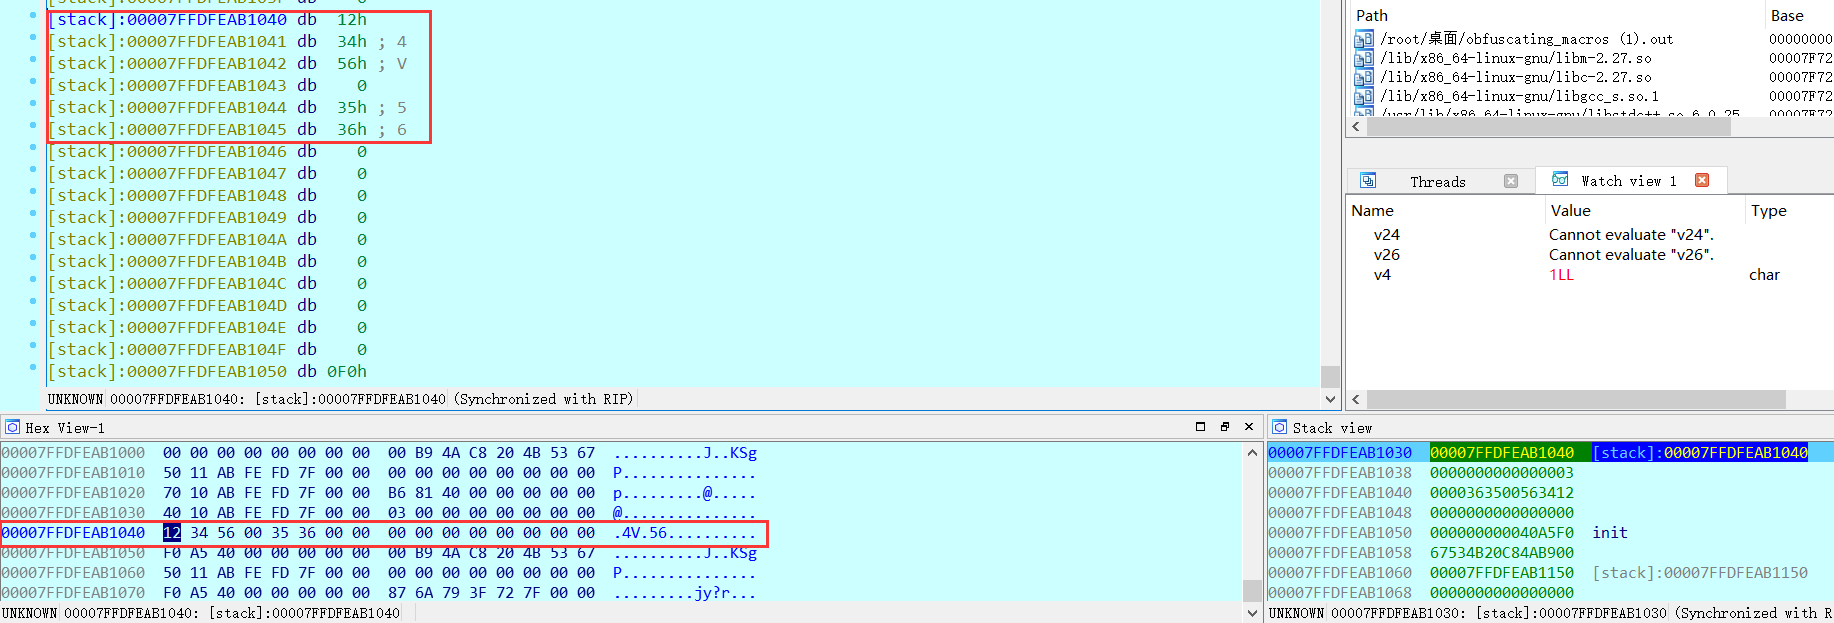 [stack]:00007FFDFEAB1040 db 12h
[stack]:00007FFDFEAB1041 db 34h ; 4
[stack]:00007FFDFEAB1042 db 56h ; V
[stack]:00007FFDFEAB1043 db 0
[stack]:00007FFDFEAB1044 db 35h ; 5
[stack]:00007FFDFEAB1045 db 36h ; 6
[stack]:00007FFDFEAB1046 db 0
[stack]:00007FFDFEAB1047 db 0
[stack]:00007FFDFEAB1048 db 0
[stack]:00007FFDFEAB1049 db 0
[stack]:00007FFDFEAB104A db 0
[stack]:00007FFDFEAB104B db 0
[stack]:00007FFDFEAB104C db 0
[stack]:00007FFDFEAB104D db 0
[stack]:00007FFDFEAB104E db 0
[stack]:00007FFDFEAB104F db 0
[stack]:00007FFDFEAB1050 db 0F0h
UNKNOWN 00007FFDFEAB1040: [stack]:00007FFDFEAB1040 (Synchronized with RIP)
Path Base
/root/桌面/obfuscating_macros (1).out 00000000
/lib/x86_64-linux-gnu/libm-2.27.so 00007F72
/lib/x86_64-linux-gnu/libc-2.27.so 00007F72
/lib/x86_64-linux-gnu/libgcc_s.so.1 00007F72
/usr/lib/x86_64-linux-gnu/libstdc++.so.6.0.25 00007F72
Threads Watch view 1
Name Value Type
v24 Cannot evaluate "v24".
v26 Cannot evaluate "v26".
v4 1LL char
Hex View-1
00007FFDFEAB1000 00 00 00 00 00 00 00 00 00 B9 4A C8 20 4B 53 67 ..........J..KSg
00007FFDFEAB1010 50 11 AB FE FD 7F 00 00 00 00 00 00 00 00 00 00 P...............
00007FFDFEAB1020 70 10 AB FE FD 7F 00 00 B6 81 40 00 00 00 00 00 p.........@.....
00007FFDFEAB1030 40 10 AB FE FD 7F 00 00 03 00 00 00 00 00 00 00 @...............
00007FFDFEAB1040 12 34 56 00 35 36 00 00 00 00 00 00 00 00 00 00 .4V.56..........
00007FFDFEAB1050 F0 A5 40 00 00 00 00 00 00 B9 4A C8 20 4B 53 67 ..........J..KSg
00007FFDFEAB1060 50 11 AB FE FD 7F 00 00 00 00 00 00 00 00 00 00 P...............
00007FFDFEAB1070 F0 A5 40 00 00 00 00 00 87 6A 79 3F 72 7F 00 00 .........jy?r...
UNKNOWN 00007FFDFEAB1040: [stack]:00007FFDFEAB1040
Stack view
00007FFDFEAB1030 00007FFDFEAB1040 [stack]:00007FFDFEAB1040
00007FFDFEAB1038 0000000000000003
00007FFDFEAB1040 0000363500563412
00007FFDFEAB1048 0000000000000000
00007FFDFEAB1050 000000000040A5F0 init
00007FFDFEAB1058 67534B20C84AB900
00007FFDFEAB1060 00007FFDFEAB1150 [stack]:00007FFDFEAB1150
00007FFDFEAB1068 0000000000000000
UNKNOWN 00007FFDFEAB1030: [stack]:00007FFDFEAB1030 (Synchronized with R